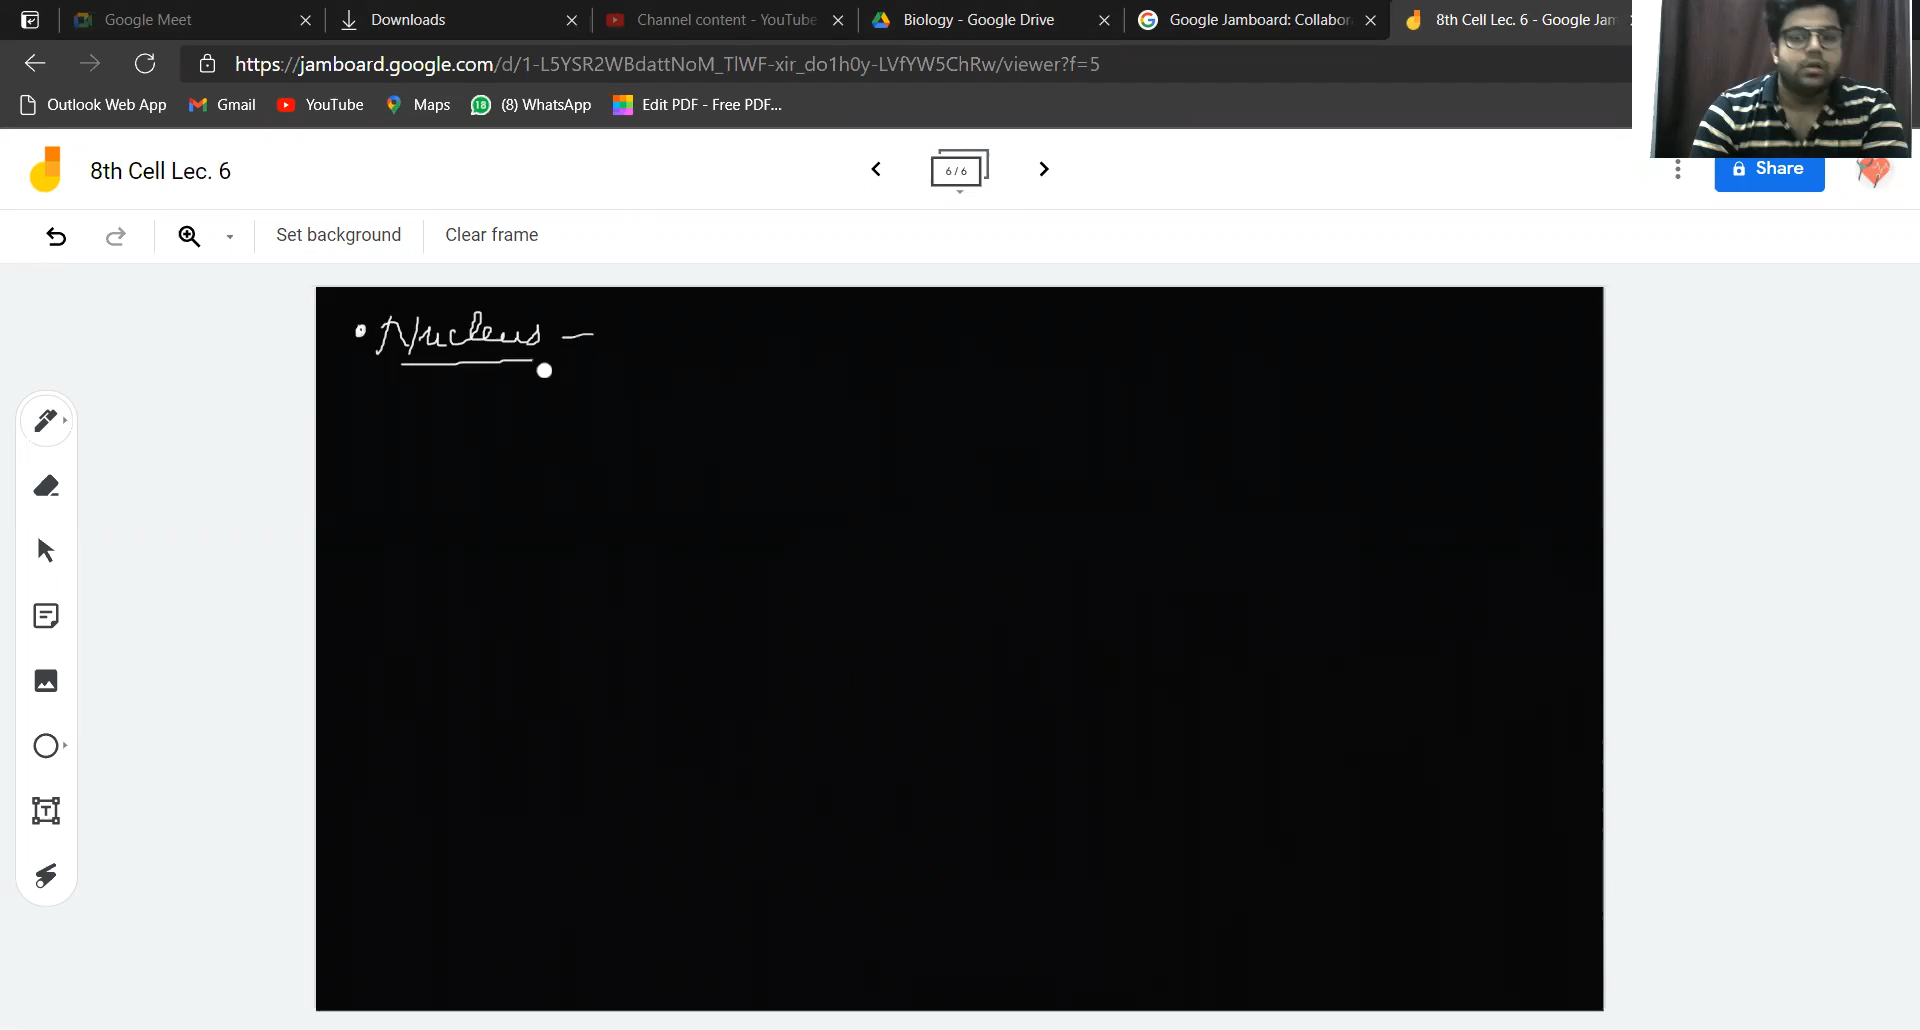 Google Meet
Downloads
Channel content - YouTube
Biology - Google Drive
Google Jamboard: Collabor
8th Cell Lec. 6 - Google Jam
https://jamboard.google.com/d/1-L5YSR2WBdattNoM_TlWF-xir_do1h0y-LVfYW5ChRw/viewer?f=5
Outlook Web App
Gmail
YouTube
Maps
18
(8) WhatsApp
Edit PDF - Free PDF...
8th Cell Lec. 6
6 / 6
Share
Set background
Clear frame
• Nucleus —